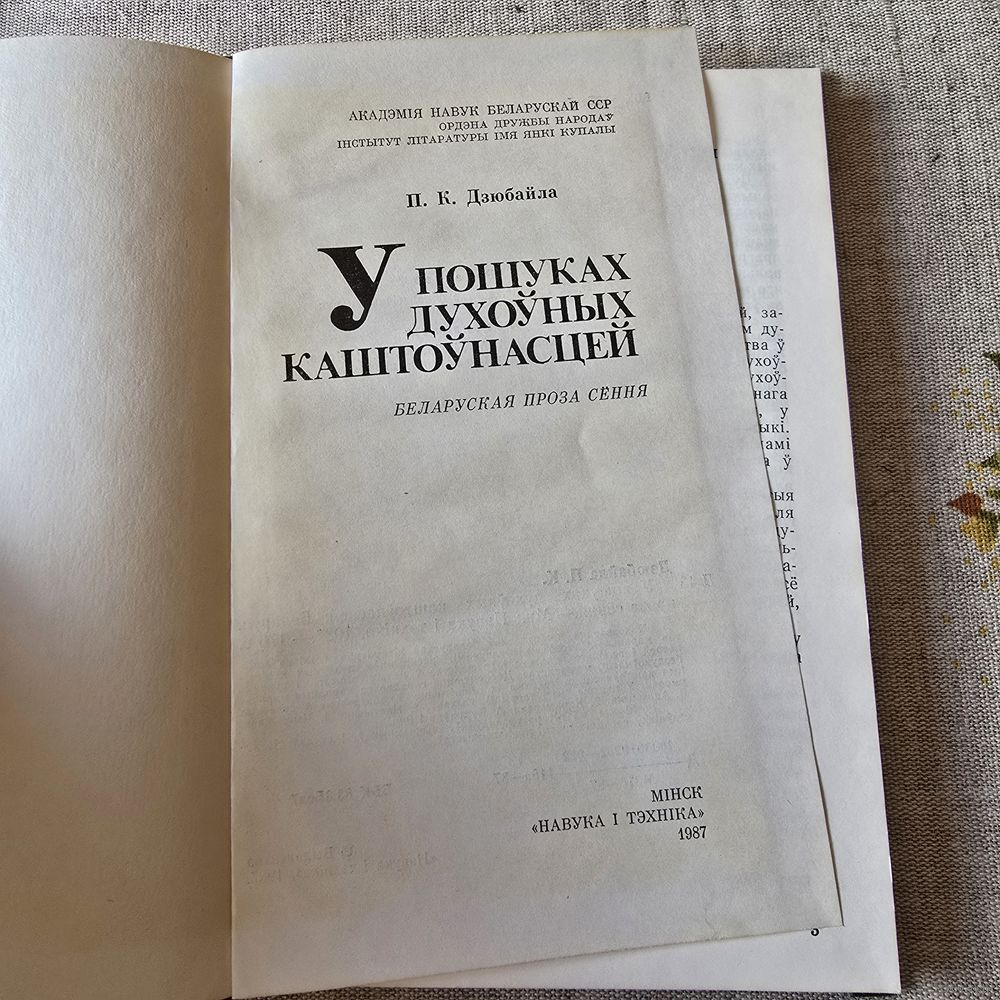 АКАДЭМІЯ НАВУК БЕЛАРУСКАЙ ССР
ОРДЭНА ДРУЖБЫ НАРОДАЎ
ІНСТЫТУТ ЛІТАРАТУРЫ ІМЯ ЯНКІ КУПАЛЫ
П. К. Дзюбайла
У ПОШУКАХ
ДУХОЎНЫХ
КАШТОЎНАСЦЕЙ
БЕЛАРУСКАЯ ПРОЗА СЁННЯ
МІНСК
«НАВУКА І ТЭХНІКА»
1987